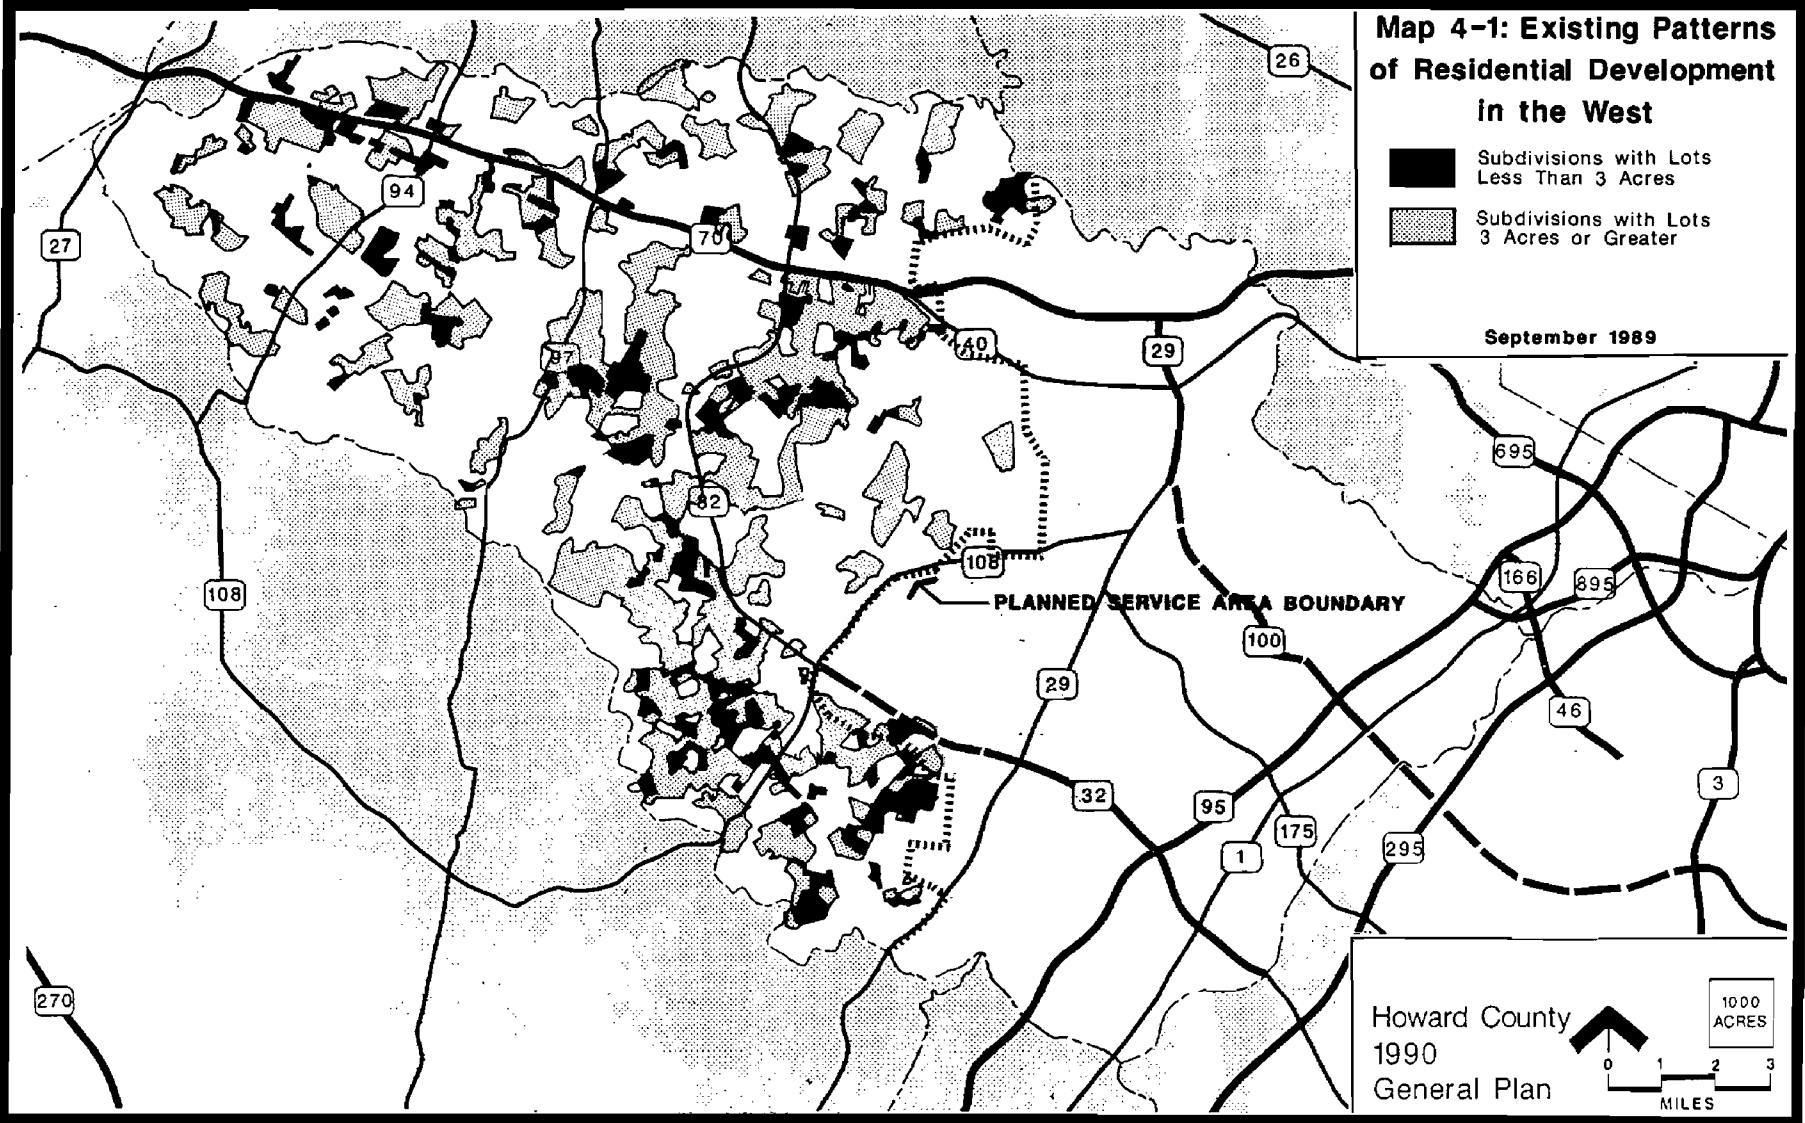 Map 4-1: Existing Patterns
of Residential Development
in the West
Subdivisions with Lots
Less Than 3 Acres
Subdivisions with Lots
3 Acres or Greater
September 1989
26
94
27
70
97
40
29
695
32
108
108
166
895
PLANNED SERVICE AREA BOUNDARY
100
29
46
32
95
3
175
1
295
270
Howard County
1990
General Plan
1000
ACRES
0 1 2 3
MILES